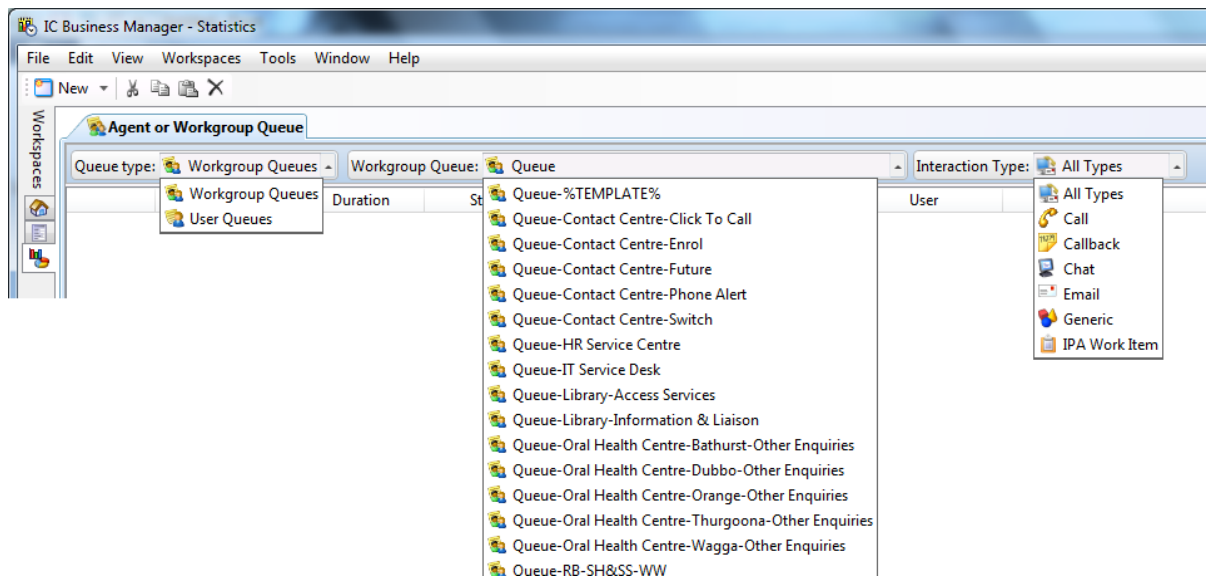 IC Business Manager - Statistics
File Edit View Workspaces Tools Window Help
New
Workspaces
Agent or Workgroup Queue
Queue type: Workgroup Queues Workgroup Queue: Queue Interaction Type: All Types
Workgroup Queues
User Queues
Duration St User
Queue-%TEMPLATE%
Queue-Contact Centre-Click To Call
Queue-Contact Centre-Enrol
Queue-Contact Centre-Future
Queue-Contact Centre-Phone Alert
Queue-Contact Centre-Switch
Queue-HR Service Centre
Queue-IT Service Desk
Queue-Library-Access Services
Queue-Library-Information & Liaison
Queue-Oral Health Centre-Bathurst-Other Enquiries
Queue-Oral Health Centre-Dubbo-Other Enquiries
Queue-Oral Health Centre-Orange-Other Enquiries
Queue-Oral Health Centre-Thurgoona-Other Enquiries
Queue-Oral Health Centre-Wagga-Other Enquiries
Queue-RB-SH&SS-WW
All Types
Call
Callback
Chat
Email
Generic
IPA Work Item